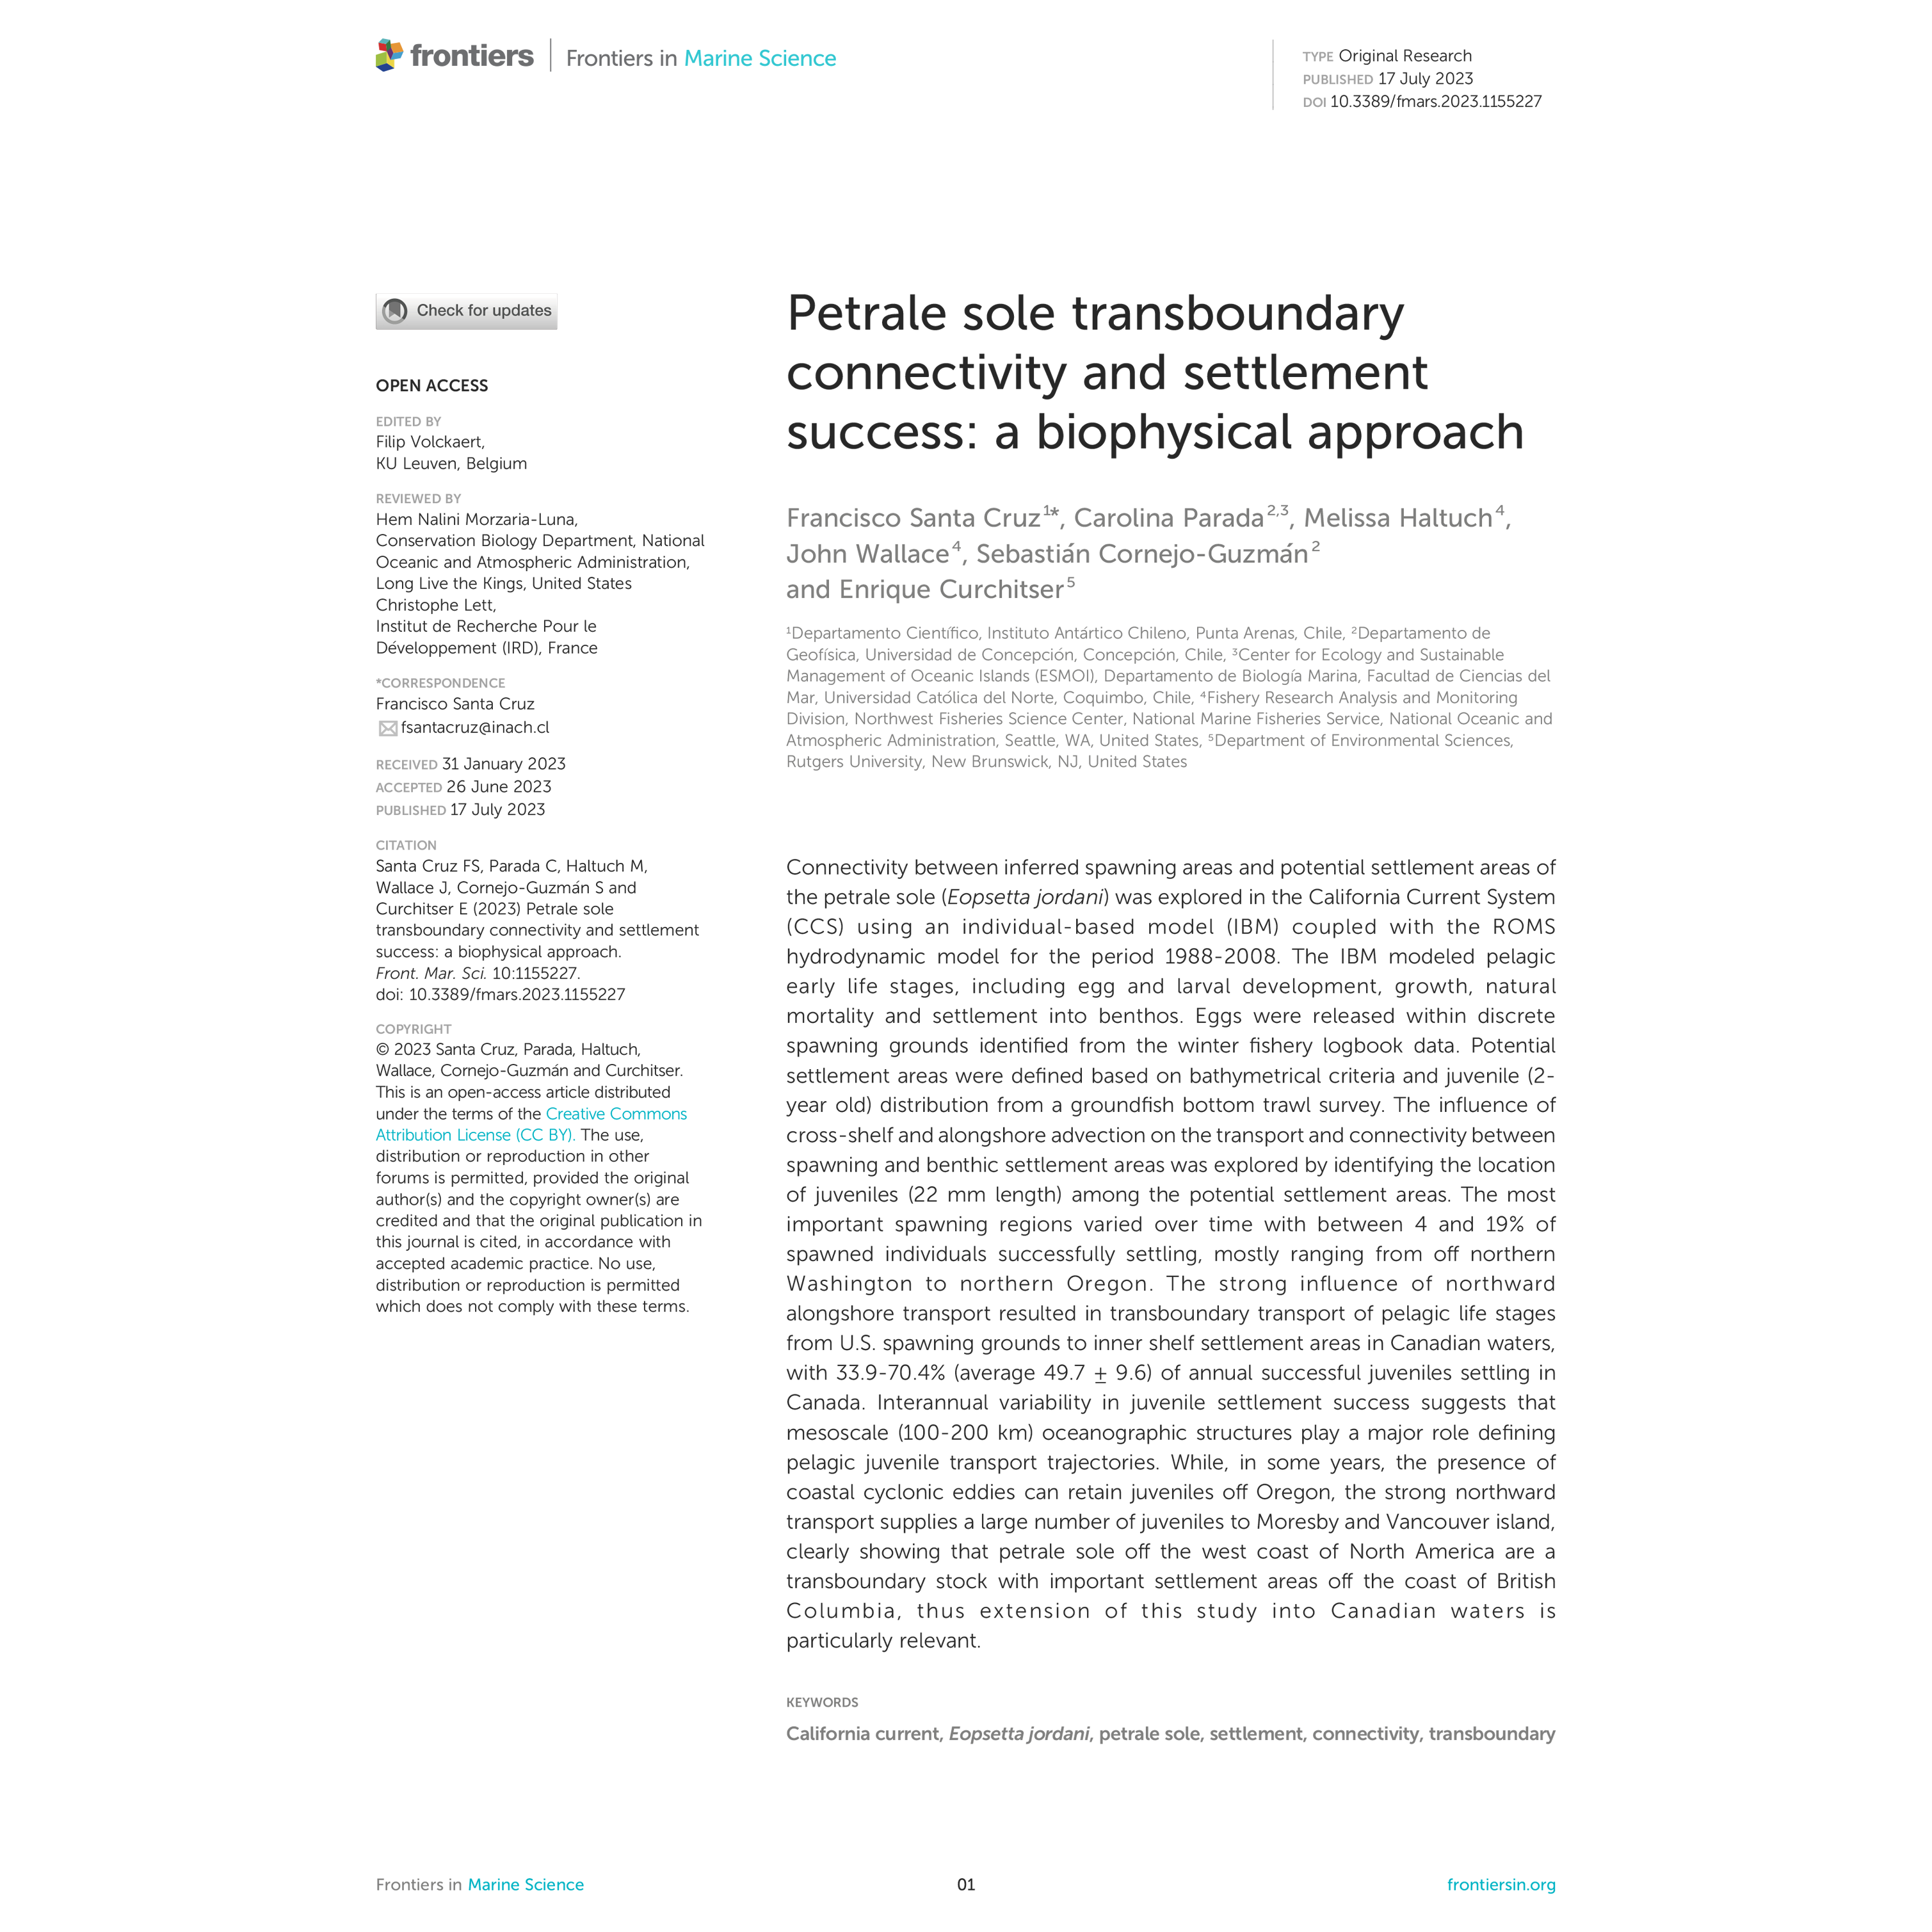 frontiers | Frontiers in Marine Science
TYPE Original Research
PUBLISHED 17 July 2023
DOI 10.3389/fmars.2023.1155227
Check for updates
OPEN ACCESS
EDITED BY
Filip Volckaert,
KU Leuven, Belgium
REVIEWED BY
Hem Nalini Morzaria-Luna,
Conservation Biology Department, National
Oceanic and Atmospheric Administration,
Long Live the Kings, United States
Christophe Lett,
Institut de Recherche Pour le
Développement (IRD), France
*CORRESPONDENCE
Francisco Santa Cruz
fsantacruz@inach.cl
RECEIVED 31 January 2023
ACCEPTED 26 June 2023
PUBLISHED 17 July 2023
CITATION
Santa Cruz FS, Parada C, Haltuch M,
Wallace J, Cornejo-Guzmán S and
Curchitser E (2023) Petrale sole
transboundary connectivity and settlement
success: a biophysical approach.
Front. Mar. Sci. 10:1155227.
doi: 10.3389/fmars.2023.1155227
COPYRIGHT
© 2023 Santa Cruz, Parada, Haltuch,
Wallace, Cornejo-Guzmán and Curchitser.
This is an open-access article distributed
under the terms of the Creative Commons
Attribution License (CC BY). The use,
distribution or reproduction in other
forums is permitted, provided the original
author(s) and the copyright owner(s) are
credited and that the original publication in
this journal is cited, in accordance with
accepted academic practice. No use,
distribution or reproduction is permitted
which does not comply with these terms.
Petrale sole transboundary
connectivity and settlement
success: a biophysical approach
Francisco Santa Cruz1*, Carolina Parada2,3, Melissa Haltuch4,
John Wallace4, Sebastián Cornejo-Guzmán2
and Enrique Curchitser5
1Departamento Científico, Instituto Antártico Chileno, Punta Arenas, Chile, 2Departamento de
Geofísica, Universidad de Concepción, Concepción, Chile, 3Center for Ecology and Sustainable
Management of Oceanic Islands (ESMOI), Departamento de Biología Marina, Facultad de Ciencias del
Mar, Universidad Católica del Norte, Coquimbo, Chile, 4Fishery Research Analysis and Monitoring
Division, Northwest Fisheries Science Center, National Marine Fisheries Service, National Oceanic and
Atmospheric Administration, Seattle, WA, United States, 5Department of Environmental Sciences,
Rutgers University, New Brunswick, NJ, United States
Connectivity between inferred spawning areas and potential settlement areas of
the petrale sole (Eopsetta jordani) was explored in the California Current System
(CCS) using an individual-based model (IBM) coupled with the ROMS
hydrodynamic model for the period 1988-2008. The IBM modeled pelagic
early life stages, including egg and larval development, growth, natural
mortality and settlement into benthos. Eggs were released within discrete
spawning grounds identified from the winter fishery logbook data. Potential
settlement areas were defined based on bathymetrical criteria and juvenile (2-
year old) distribution from a groundfish bottom trawl survey. The influence of
cross-shelf and alongshore advection on the transport and connectivity between
spawning and benthic settlement areas was explored by identifying the location
of juveniles (22 mm length) among the potential settlement areas. The most
important spawning regions varied over time with between 4 and 19% of
spawned individuals successfully settling, mostly ranging from off northern
Washington to northern Oregon. The strong influence of northward
alongshore transport resulted in transboundary transport of pelagic life stages
from U.S. spawning grounds to inner shelf settlement areas in Canadian waters,
with 33.9-70.4% (average 49.7 ± 9.6) of annual successful juveniles settling in
Canada. Interannual variability in juvenile settlement success suggests that
mesoscale (100-200 km) oceanographic structures play a major role defining
pelagic juvenile transport trajectories. While, in some years, the presence of
coastal cyclonic eddies can retain juveniles off Oregon, the strong northward
transport supplies a large number of juveniles to Moresby and Vancouver island,
clearly showing that petrale sole off the west coast of North America are a
transboundary stock with important settlement areas off the coast of British
Columbia, thus extension of this study into Canadian waters is
particularly relevant.
KEYWORDS
California current, Eopsetta jordani, petrale sole, settlement, connectivity, transboundary
Frontiers in Marine Science
01
frontiersin.org